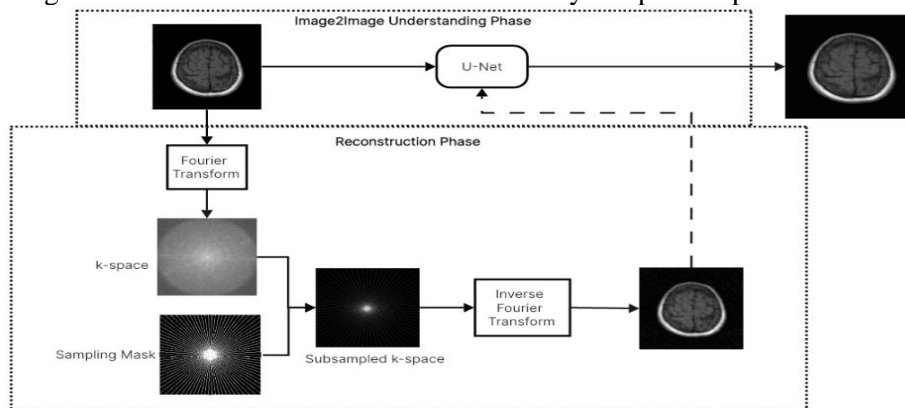 Image2Image Understanding Phase
U-Net
Reconstruction Phase
Fourier
Transform
k-space
Sampling Mask
Subsampled k-space
Inverse
Fourier
Transform